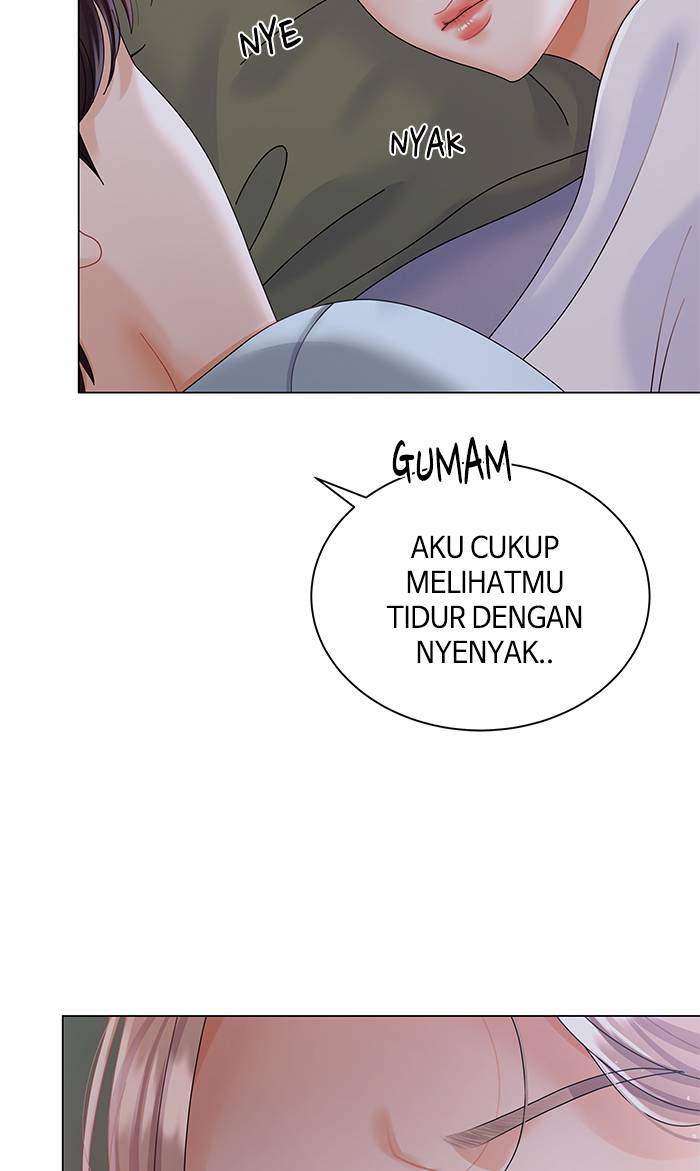 NYE
NYAK
GUMAM
AKU CUKUP
MELIHATMU
TIDUR DENGAN
NYENYAK..